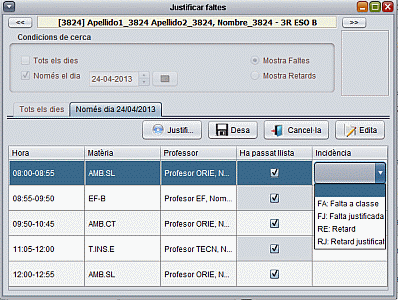 Justificar faltes
<< [3824] Apellido1_3824 Apellido2_3824, Nombre_3824 - 3R ESO B >>
Condicions de cerca
Tots els dies
Mostra Faltes
Només el dia 24-04-2013
Mostra Retards
Tots els dies Només dia 24/04/2013
Justifi... Desa Cancel·la Edita
Hora Matèria Professor Ha passat llista Incidència
08:00-08:55 AMB.SL Profesor ORIE, N...
08:55-09:50 EF-B Profesor EF, Nom...
FA: Falta a classe
FJ: Falta justificada
09:50-10:45 AMB.CT Profesor ORIE, N...
RE: Retard
RJ: Retard justificat
11:05-12:00 T.INS.E Profesor TECN, N...
12:00-12:55 AMB.SL Profesor ORIE, N...